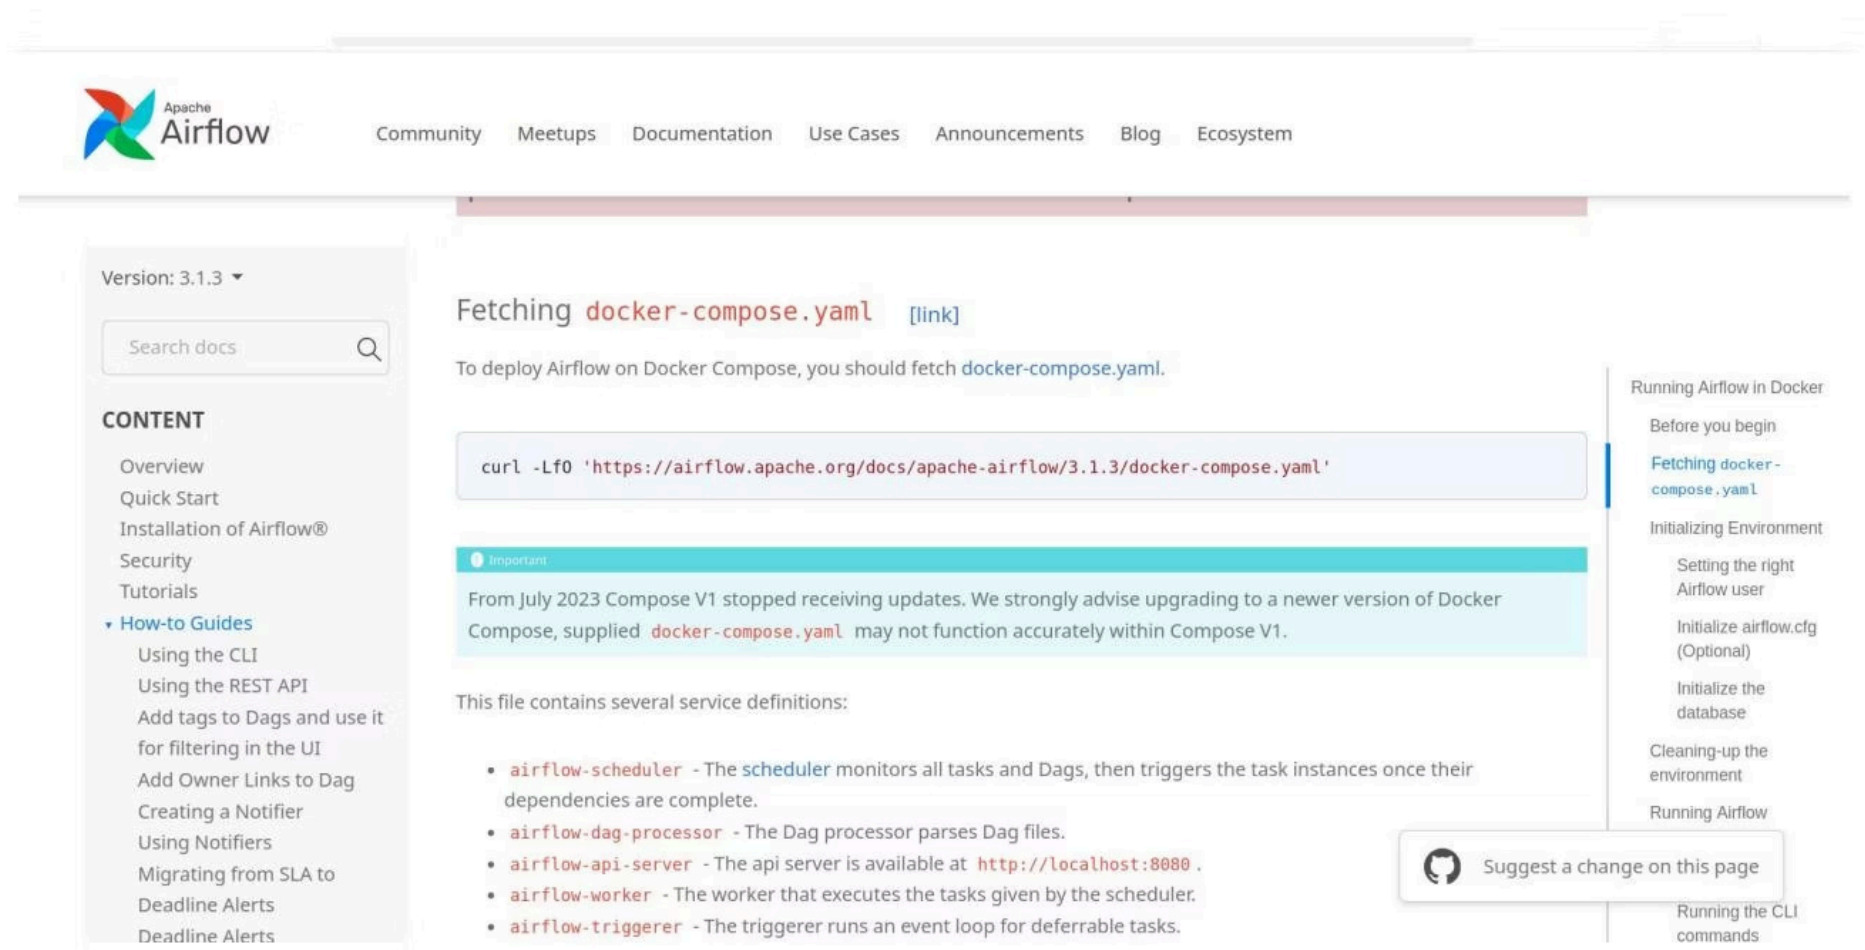 Apache
Airflow
Community Meetups Documentation Use Cases Announcements Blog Ecosystem
Version: 3.1.3
Search docs
CONTENT
Overview
Quick Start
Installation of Airflow®
Security
Tutorials
How-to Guides
Using the CLI
Using the REST API
Add tags to Dags and use it
for filtering in the UI
Add Owner Links to Dag
Creating a Notifier
Using Notifiers
Migrating from SLA to
Deadline Alerts
Deadline Alerts
Fetching docker-compose.yaml [link]
To deploy Airflow on Docker Compose, you should fetch docker-compose.yaml.
curl -LfO 'https://airflow.apache.org/docs/apache-airflow/3.1.3/docker-compose.yaml'
Important
From July 2023 Compose V1 stopped receiving updates. We strongly advise upgrading to a newer version of Docker
Compose, supplied docker-compose.yaml may not function accurately within Compose V1.
This file contains several service definitions:
• airflow-scheduler - The scheduler monitors all tasks and Dags, then triggers the task instances once their
dependencies are complete.
• airflow-dag-processor - The Dag processor parses Dag files.
• airflow-api-server - The api server is available at http://localhost:8080 .
• airflow-worker - The worker that executes the tasks given by the scheduler.
• airflow-triggerer - The triggerer runs an event loop for deferrable tasks.
Running Airflow in Docker
Before you begin
Fetching docker-
compose.yaml
Initializing Environment
Setting the right
Airflow user
Initialize airflow.cfg
(Optional)
Initialize the
database
Cleaning-up the
environment
Running Airflow
Suggest a change on this page
Running the CLI
commands